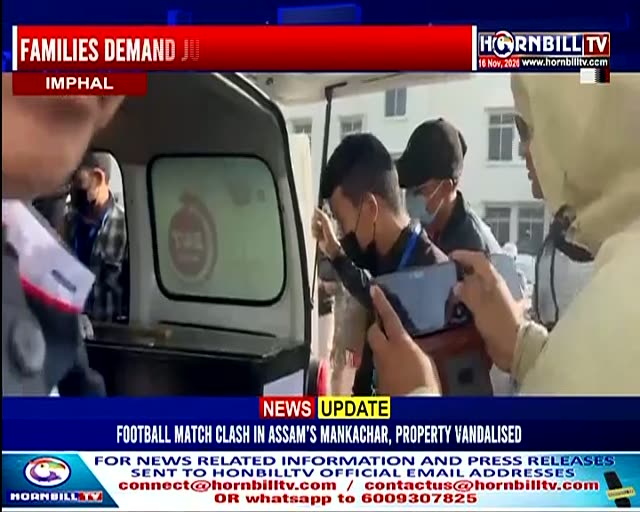 FAMILIES DEMAND JU
HORNBILL TV
16 Nov, 2020
www.hornbilltv.com
IMPHAL
NEWS UPDATE
FOOTBALL MATCH CLASH IN ASSAM'S MANKACHAR, PROPERTY VANDALISED
FOR NEWS RELATED INFORMATION AND PRESS RELEASES
SENT TO HONBILLTV OFFICIAL EMAIL ADDRESSES
connect@hornbilltv.com / contactus@hornbilltv.com
OR whatsapp to 6009307825
HORNBILL TV